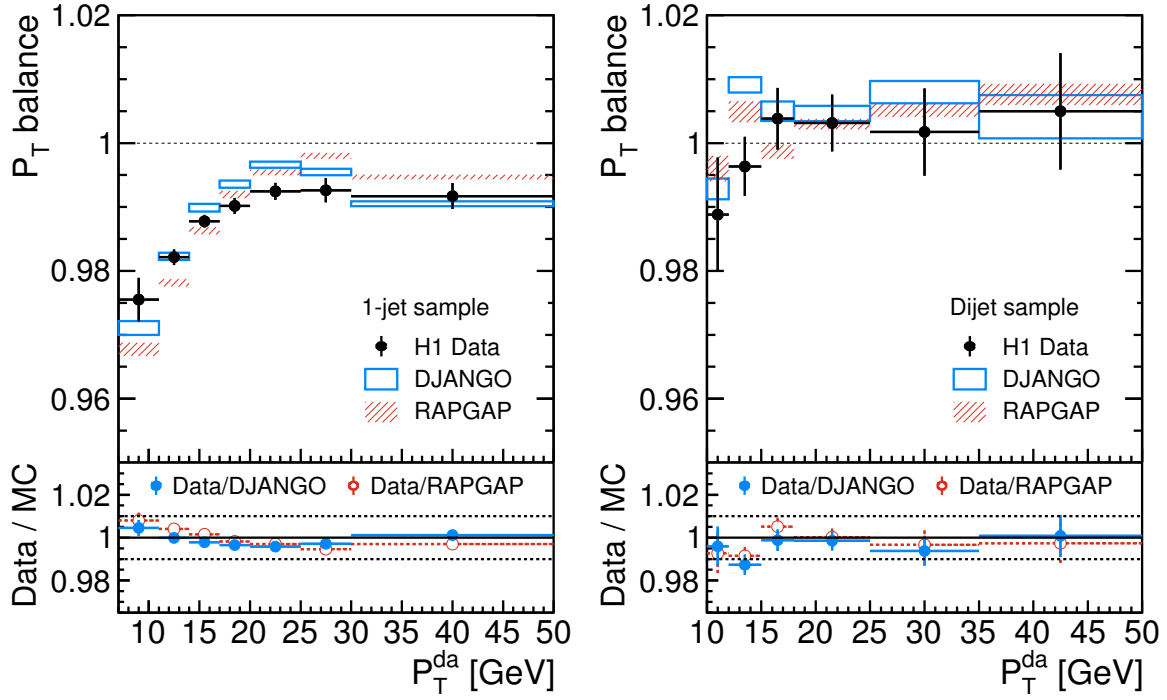 P_T balance
1.02
1
0.98
0.96
1-jet sample
H1 Data
DJANGO
RAPGAP
Data / MC
1.02
1
0.98
Data/DJANGO
Data/RAPGAP
10 15 20 25 30 35 40 45 50
P_T^da [GeV]
P_T balance
1.02
1
0.98
0.96
Dijet sample
H1 Data
DJANGO
RAPGAP
Data / MC
1.02
1
0.98
Data/DJANGO
Data/RAPGAP
10 15 20 25 30 35 40 45 50
P_T^da [GeV]